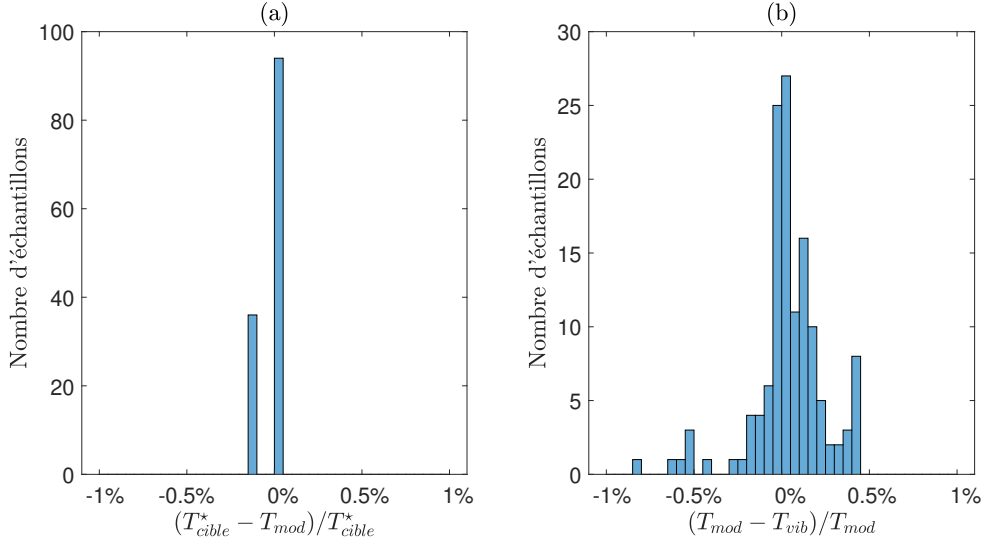 (a)
100
80
60
40
20
0
Nombre d'échantillons
-1% -0.5% 0% 0.5% 1%
(T⋆cible − Tmod)/T⋆cible
(b)
30
25
20
15
10
5
0
Nombre d'échantillons
-1% -0.5% 0% 0.5% 1%
(Tmod − Tvib)/Tmod